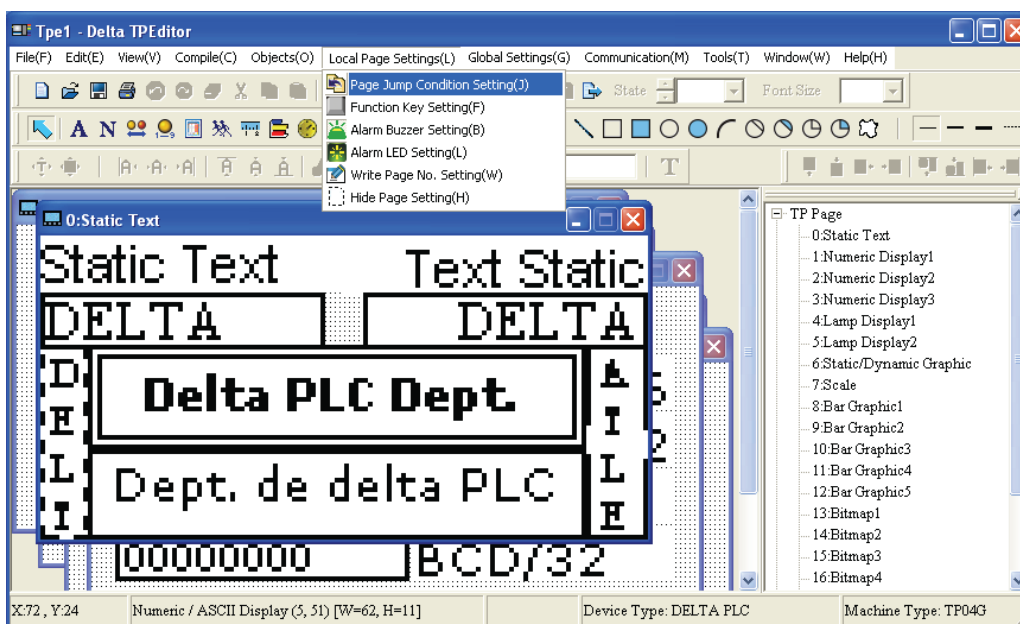 Tpe1 - Delta TPEditor
File(F) Edit(E) View(V) Compile(C) Objects(O) Local Page Settings(L) Global Settings(G) Communication(M) Tools(T) Window(W) Help(H)
State Font Size
Page Jump Condition Setting(J)
Function Key Setting(F)
Alarm Buzzer Setting(B)
Alarm LED Setting(L)
Write Page No. Setting(W)
Hide Page Setting(H)
A N
T
0:Static Text
Static Text Text Static
DELTA DELTA
D
E
L
I
Delta PLC Dept.
Dept. de delta PLC
A
I
L
E
00000000 BCD/32
TP Page
0:Static Text
1:Numeric Display1
2:Numeric Display2
3:Numeric Display3
4:Lamp Display1
5:Lamp Display2
6:Static/Dynamic Graphic
7:Scale
8:Bar Graphic1
9:Bar Graphic2
10:Bar Graphic3
11:Bar Graphic4
12:Bar Graphic5
13:Bitmap1
14:Bitmap2
15:Bitmap3
16:Bitmap4
X:72 , Y:24 Numeric / ASCII Display (5, 51) [W=62, H=11] Device Type: DELTA PLC Machine Type: TP04G